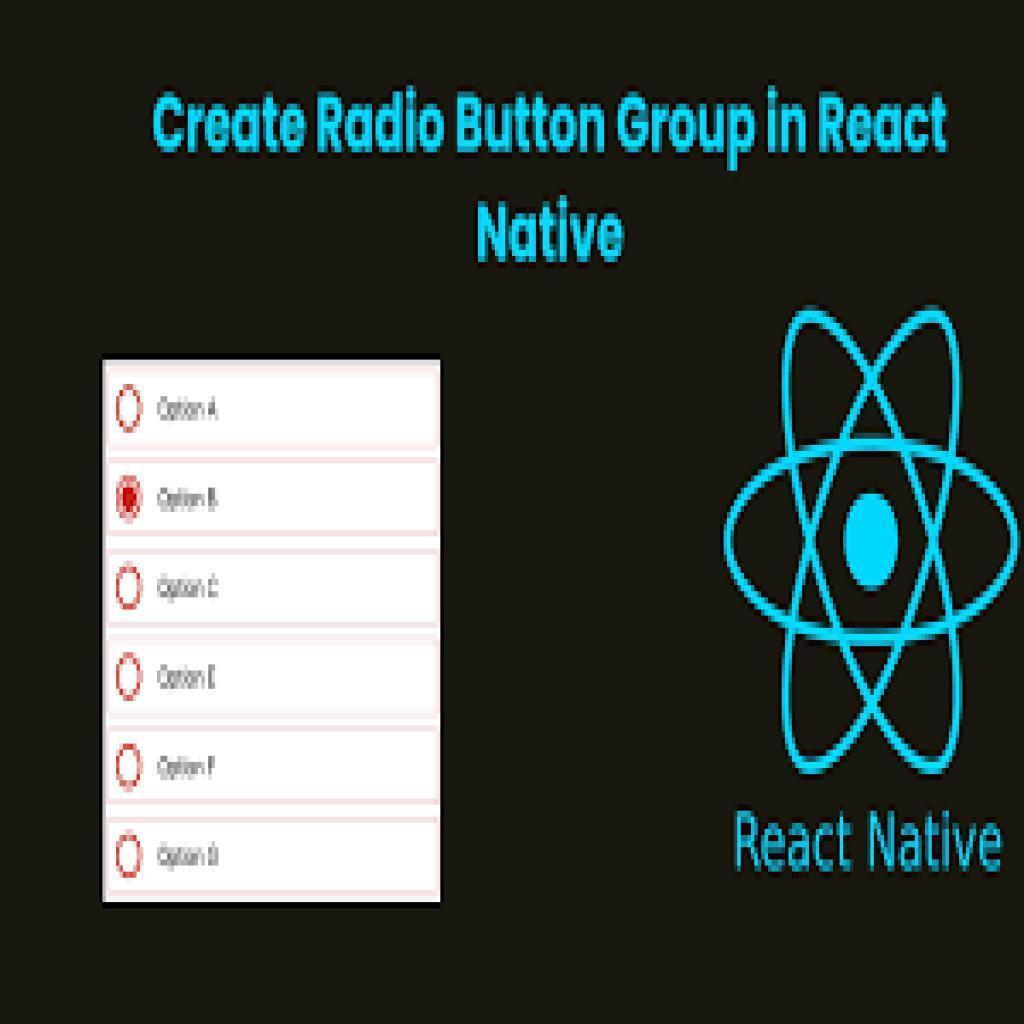 Create Radio Button Group in React
Native
Option A
Option B
Option C
Option E
Option F
Option
React Native